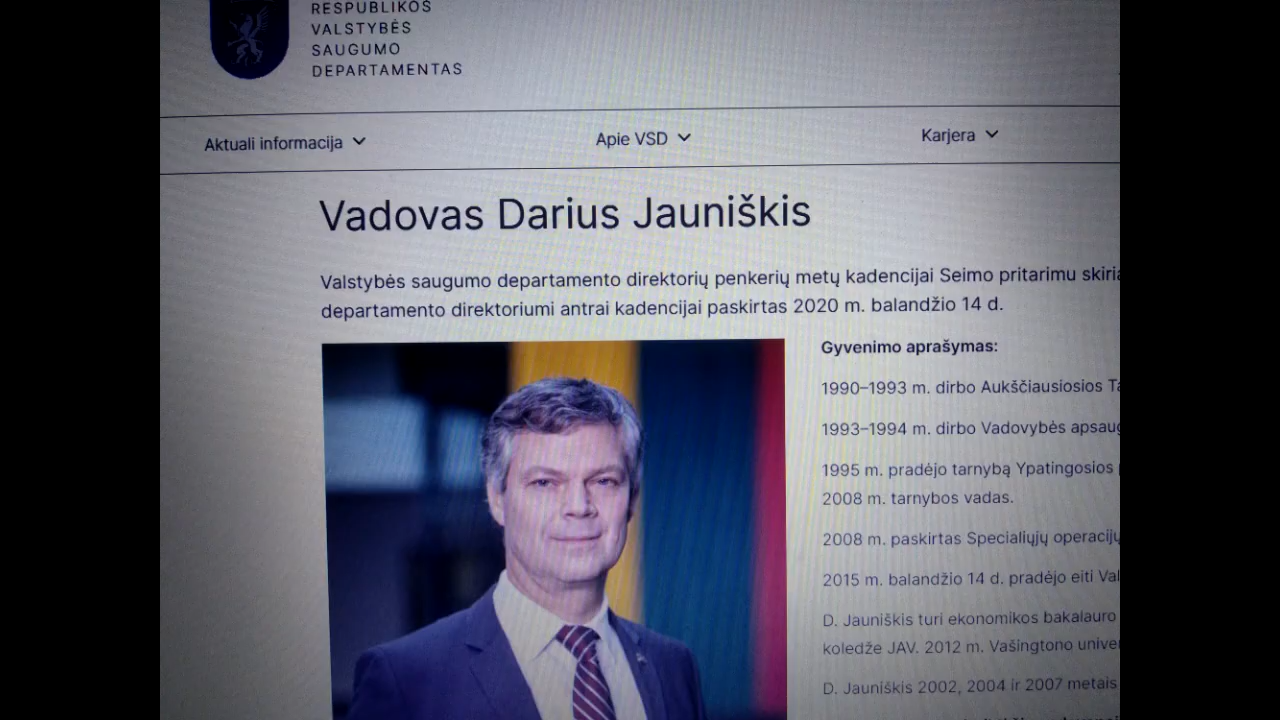 RESPUBLIKOS
VALSTYBĖS
SAUGUMO
DEPARTAMENTAS
Aktuali informacija
Apie VSD
Karjera
Vadovas Darius Jauniškis
Valstybės saugumo departamento direktorių penkerių metų kadencijai Seimo pritarimu
departamento direktoriumi antrai kadencijai paskirtas 2020 m. balandžio 14 d.
Gyvenimo aprašymas:
1990–1993 m. dirbo Aukščiausiosios
1993–1994 m. dirbo Vadovybės
1995 m. pradėjo tarnybą Ypatingosios
2008 m. tarnybos vadas.
2008 m. paskirtas Specialiųjų
2015 m. balandžio 14 d. pradėjo eiti
D. Jauniškis turi ekonomikos bakalauro
koledže JAV. 2012 m. Vašingtono
D. Jauniškis 2002, 2004 ir 2007 metais